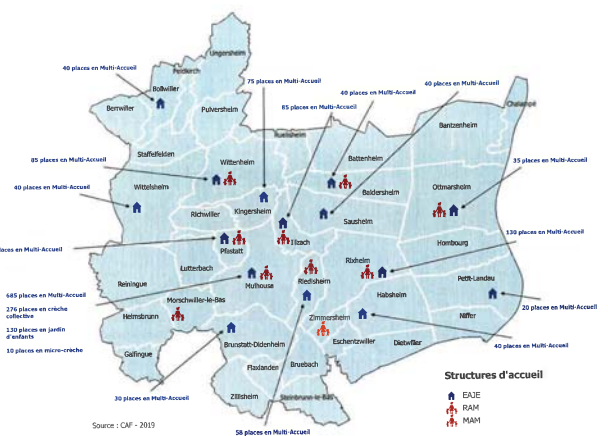 Ungersheim
40 places en Multi-Accueil
Feldkirch
75 places en Multi-Accueil
40 places en Multi-Accueil
Bollwiller
40 places en Multi-Accueil
85 places en Multi-Accueil
Berrwiller
Pulversheim
Chalampé
Bantzenheim
Ruelisheim
Staffelfelden
Wittenheim
Battenheim
85 places en Multi-Accueil
35 places en Multi-Accueil
Wittelsheim
Baldersheim
Ottmarsheim
40 places en Multi-Accueil
Richwiller
Kingersheim
Sausheim
130 places en Multi-Accueil
Illzach
Hombourg
places en Multi-Accueil
Pfastatt
Lutterbach
Rixheim
Reiningue
Riedisheim
Petit-Landau
Mulhouse
685 places en Multi-Accueil
Morschwiller-le-Bas
Habsheim
276 places en crèche
collective
20 places en Multi-Accueil
Heimsbrunn
Zimmersheim
Niffer
130 places en jardin
d'enfants
Brunstatt-Didenheim
Eschentzwiller
Dietwiller
40 places en Multi-Accueil
10 places en micro-crèche
Galfingue
Bruebach
Flaxlanden
Structures d'accueil
30 places en Multi-Accueil
Zillisheim
Steinbrunn-le-Bas
EAJE
RAM
MAM
Source : CAF - 2019
58 places en Multi-Accueil